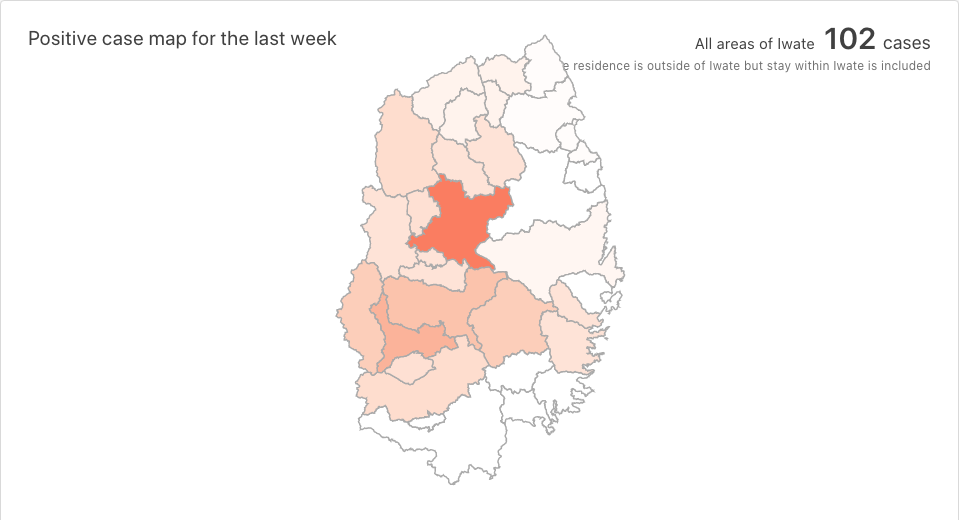 Positive case map for the last week
All areas of Iwate 102 cases
e residence is outside of Iwate but stay within Iwate is included